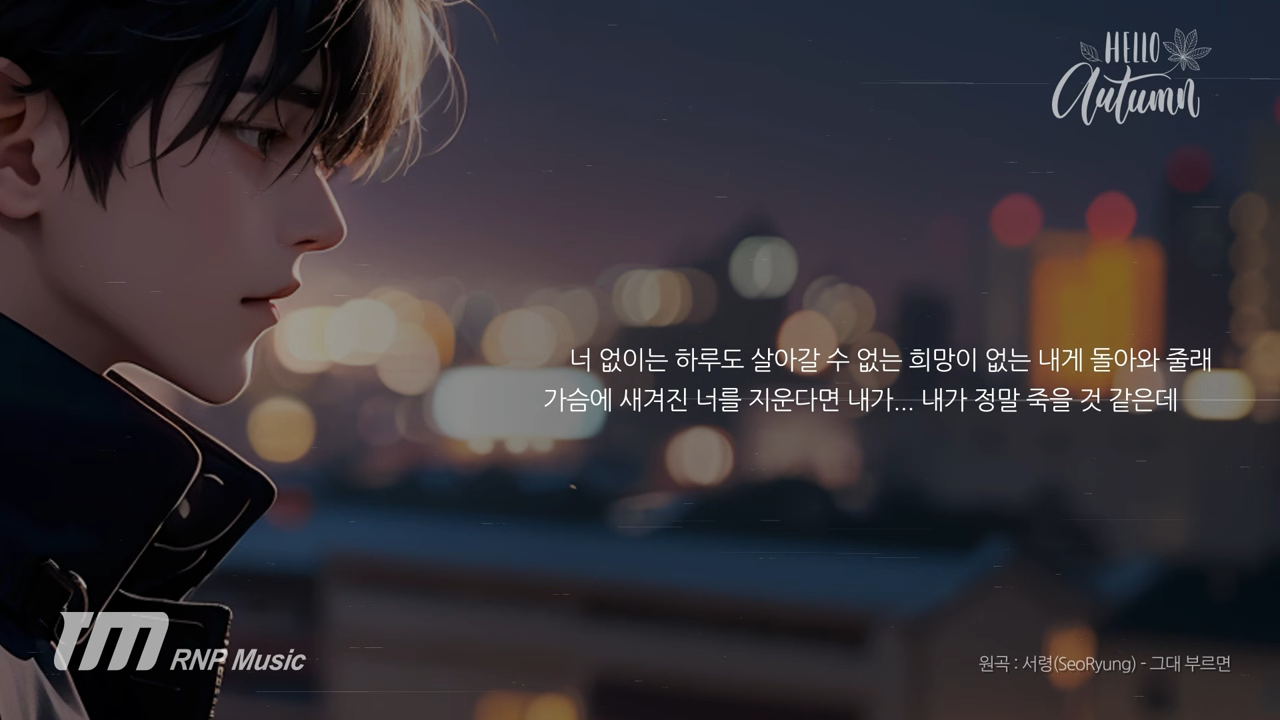 HELLO
Autumn
너 없이는 하루도 살아갈 수 없는 희망이 없는 내게 돌아와 줄래
가슴에 새겨진 너를 지운다면 내가... 내가 정말 죽을 것 같은데
RNP Music
원곡 : 서령(SeoRyung) - 그대 부르면